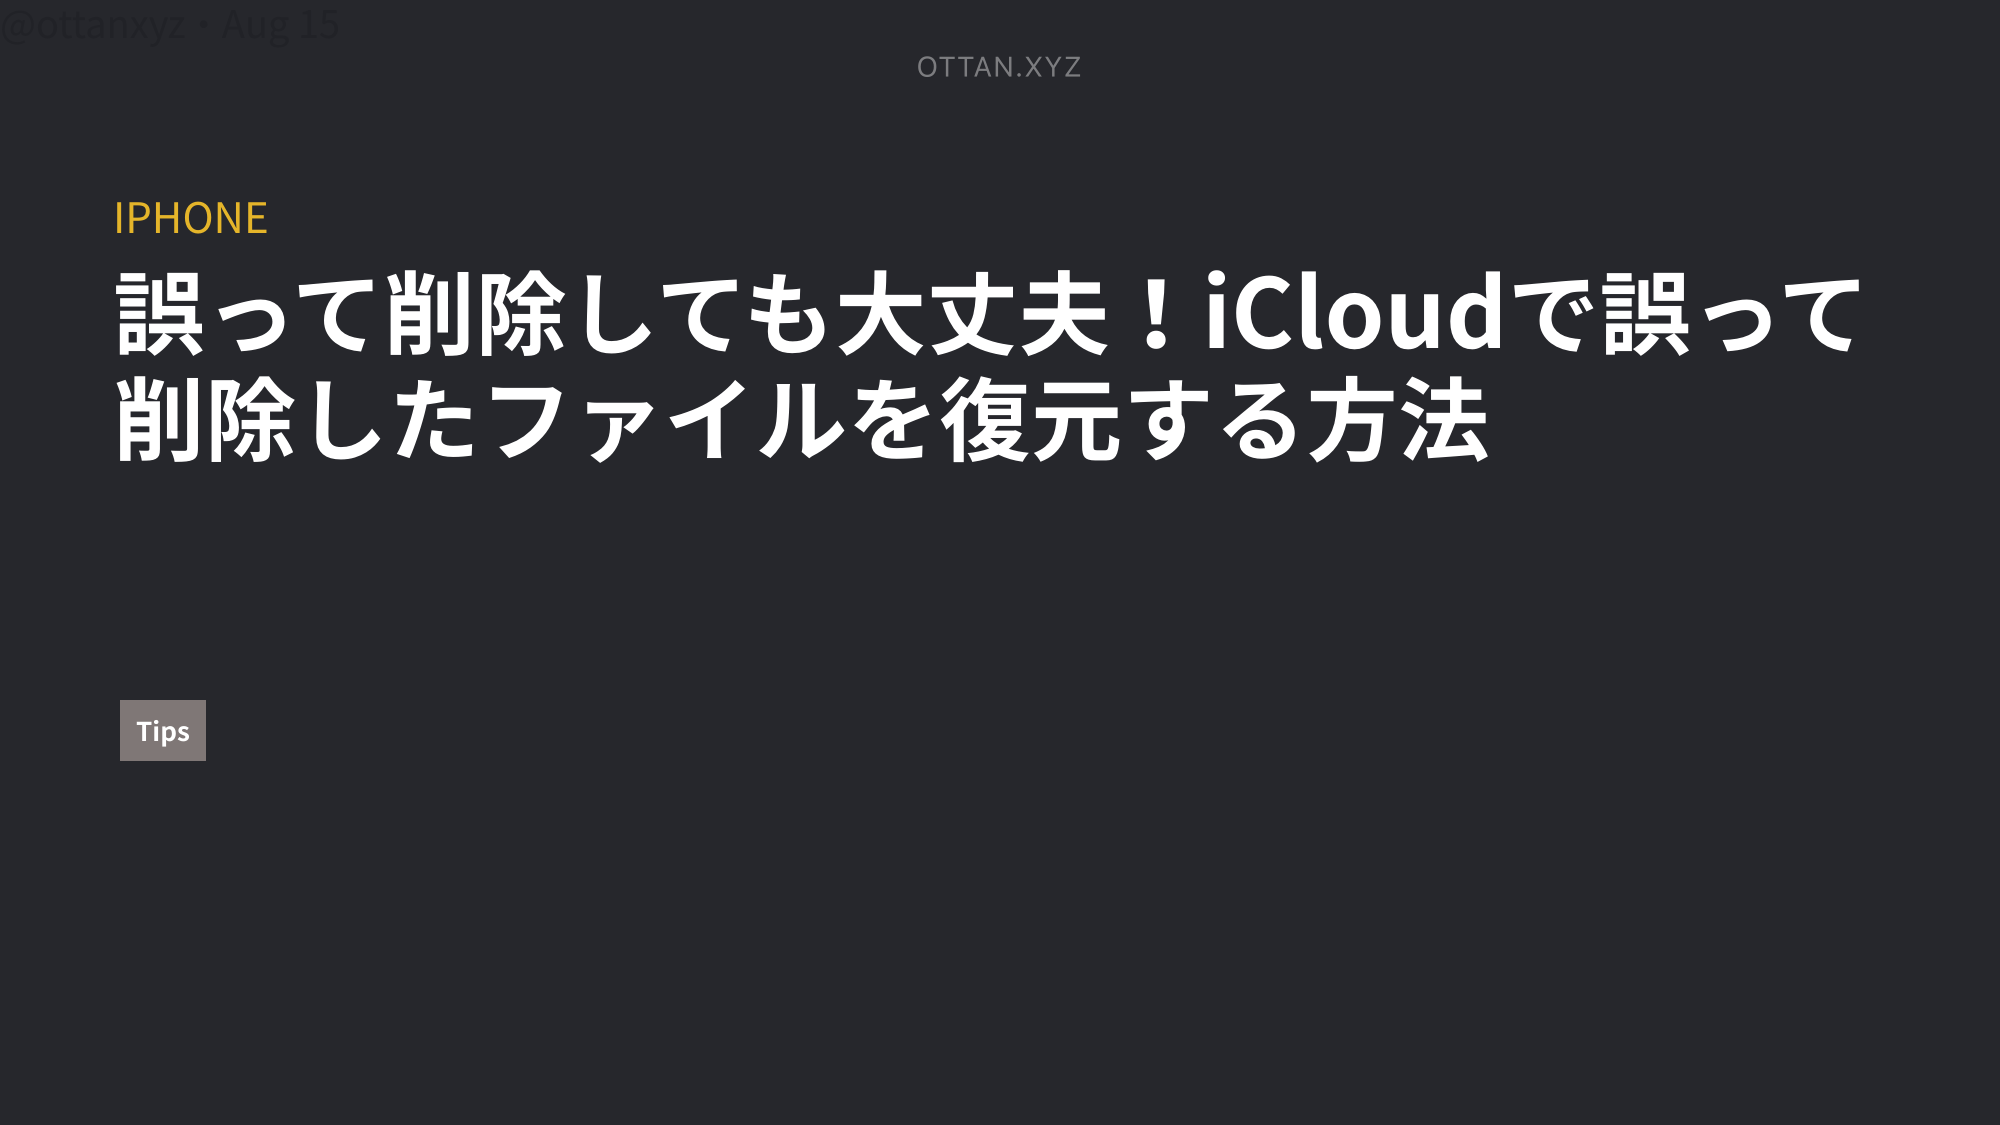 @ottanxyz・Aug 15
OTTAN.XYZ
IPHONE
誤って削除しても大丈夫！iCloudで誤って
削除したファイルを復元する方法
Tips